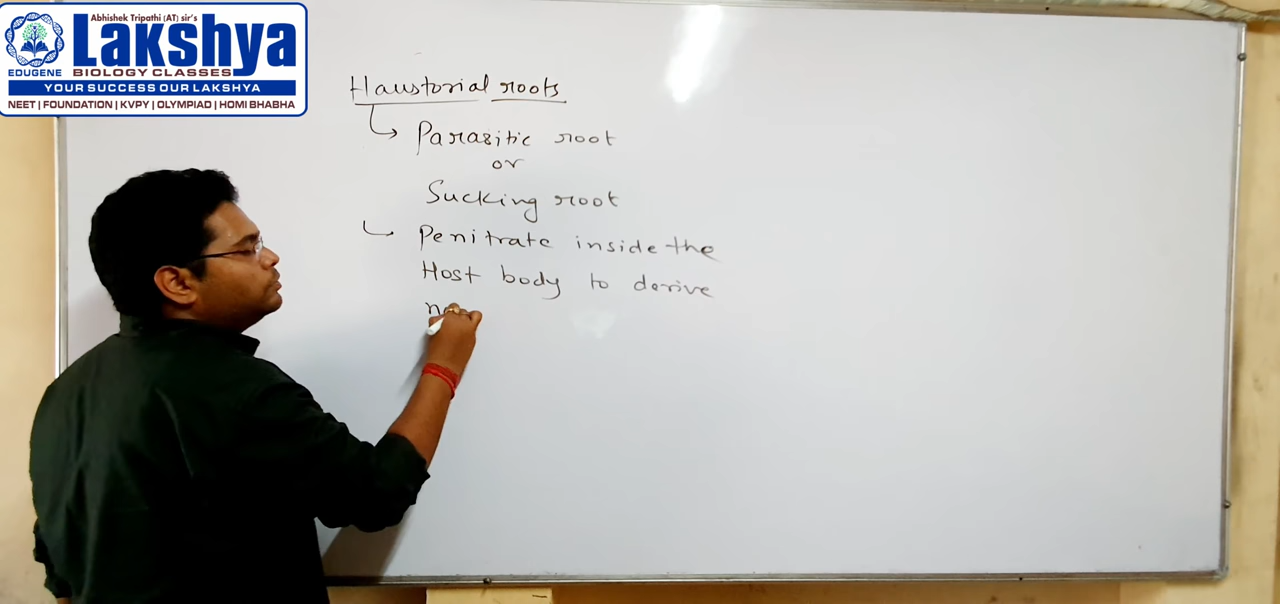 Abhishek Tripathi (AT) sir's
Lakshya
EDUGENE
BIOLOGY CLASSES
YOUR SUCCESS OUR LAKSHYA
NEET | FOUNDATION | KVPY | OLYMPIAD | HOMI BHABHA
Haustorial roots
Parasitic root
or
Sucking root
Penitrate inside the
Host body to derive